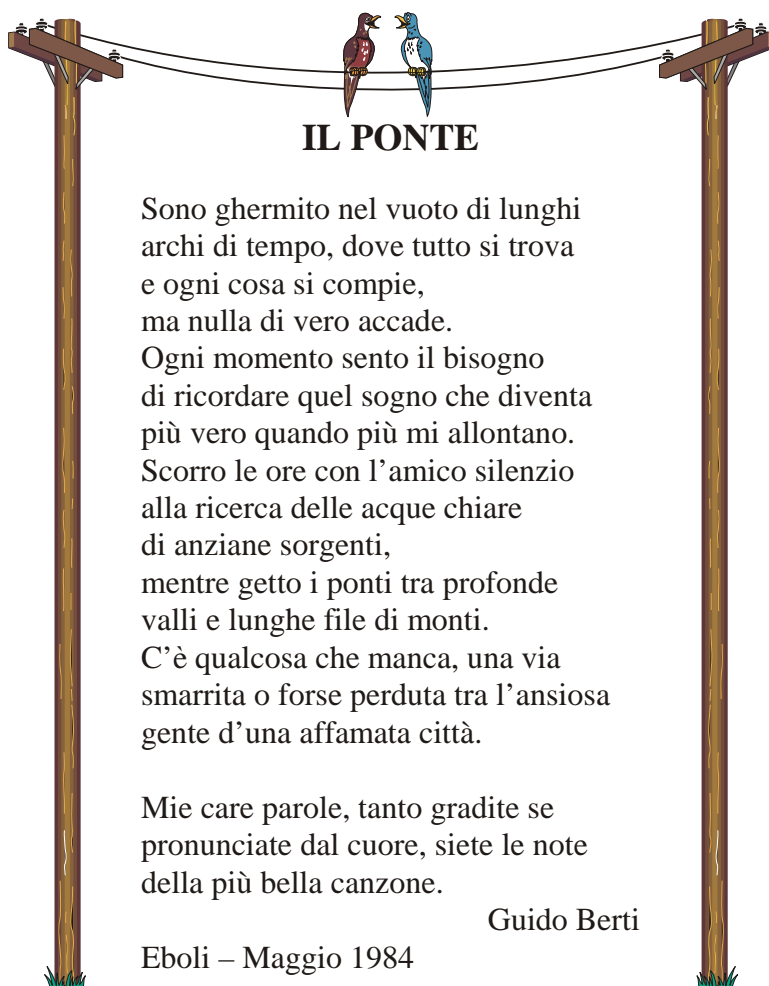 IL PONTE
Sono ghermito nel vuoto di lunghi
archi di tempo, dove tutto si trova
e ogni cosa si compie,
ma nulla di vero accade.
Ogni momento sento il bisogno
di ricordare quel sogno che diventa
più vero quando più mi allontano.
Scorro le ore con l’amico silenzio
alla ricerca delle acque chiare
di anziane sorgenti,
mentre getto i ponti tra profonde
valli e lunghe file di monti.
C’è qualcosa che manca, una via
smarrita o forse perduta tra l’ansiosa
gente d’una affamata città.
Mie care parole, tanto gradite se
pronunciate dal cuore, siete le note
della più bella canzone.
Guido Berti
Eboli – Maggio 1984